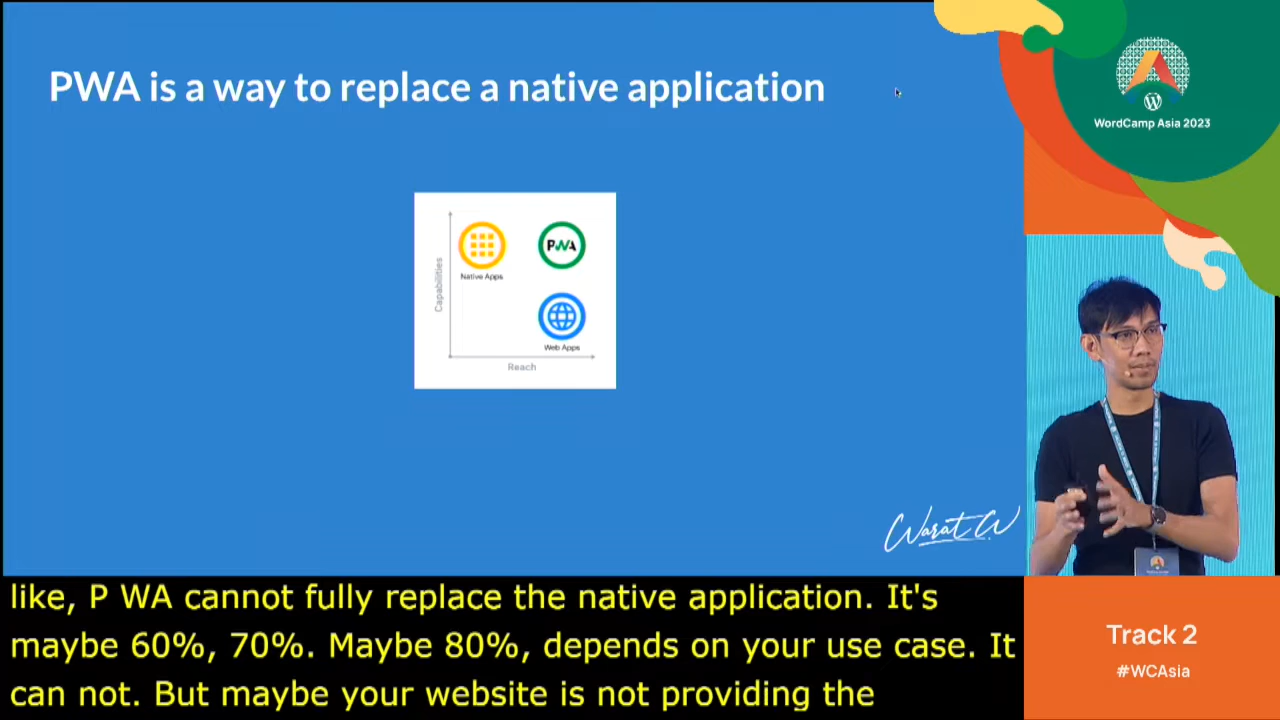 PWA is a way to replace a native application
Capabilities
Native Apps
PWA
Web Apps
Reach
Warat W
like, P WA cannot fully replace the native application. It's
maybe 60%, 70%. Maybe 80%, depends on your use case. It
can not. But maybe your website is not providing the
WordCamp Asia 2023
Track 2
#WCAsia